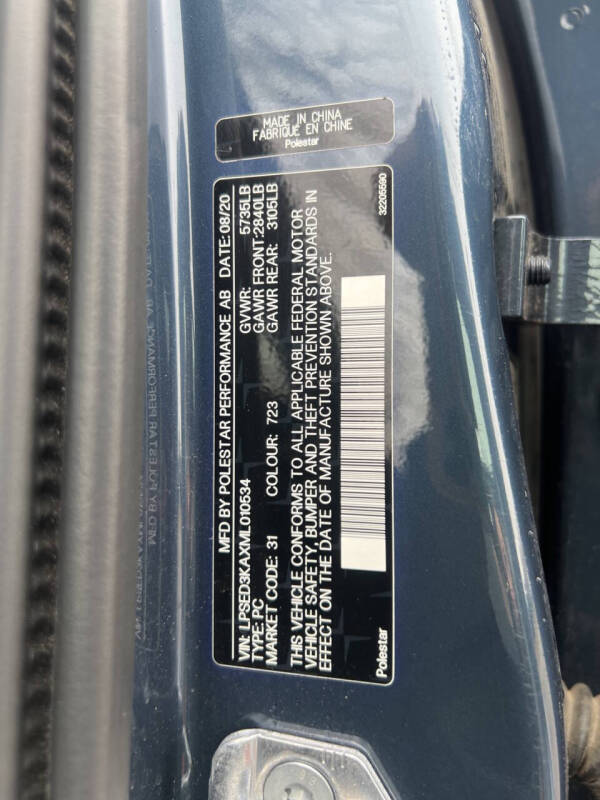 MADE IN CHINA
FABRIQUÉ EN CHINE
Polestar
MFD BY POLESTAR PERFORMANCE AB DATE: 08/20
VIN: LPSED3KAXML010534 GVWR: 5735LB
TYPE: PC GAWR FRONT: 2840LB
MARKET CODE: 31 COLOUR: 723 GAWR REAR: 3105LB
THIS VEHICLE CONFORMS TO ALL APPLICABLE FEDERAL MOTOR
VEHICLE SAFETY, BUMPER AND THEFT PREVENTION STANDARDS IN
EFFECT ON THE DATE OF MANUFACTURE SHOWN ABOVE.
Polestar 32205590